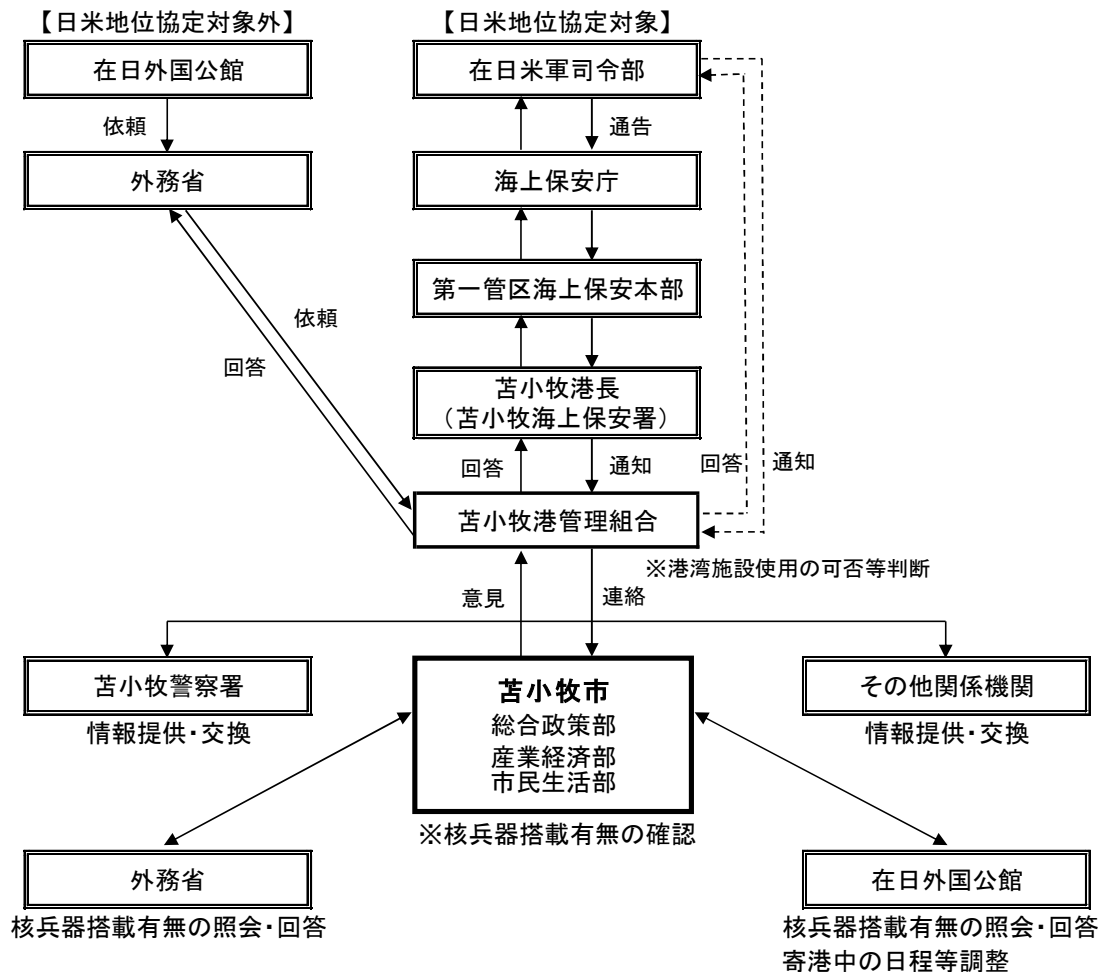 【日米地位協定対象外】
【日米地位協定対象】
在日外国公館
在日米軍司令部
依頼
通告
外務省
海上保安庁
第一管区海上保安本部
依頼
回答
苫小牧港長
(苫小牧海上保安署)
回答
通知
回答
通知
苫小牧港管理組合
※港湾施設使用の可否等判断
意見
連絡
苫小牧警察署
情報提供・交換
苫小牧市
総合政策部
産業経済部
市民生活部
※核兵器搭載有無の確認
その他関係機関
情報提供・交換
外務省
核兵器搭載有無の照会・回答
在日外国公館
核兵器搭載有無の照会・回答
寄港中の日程等調整